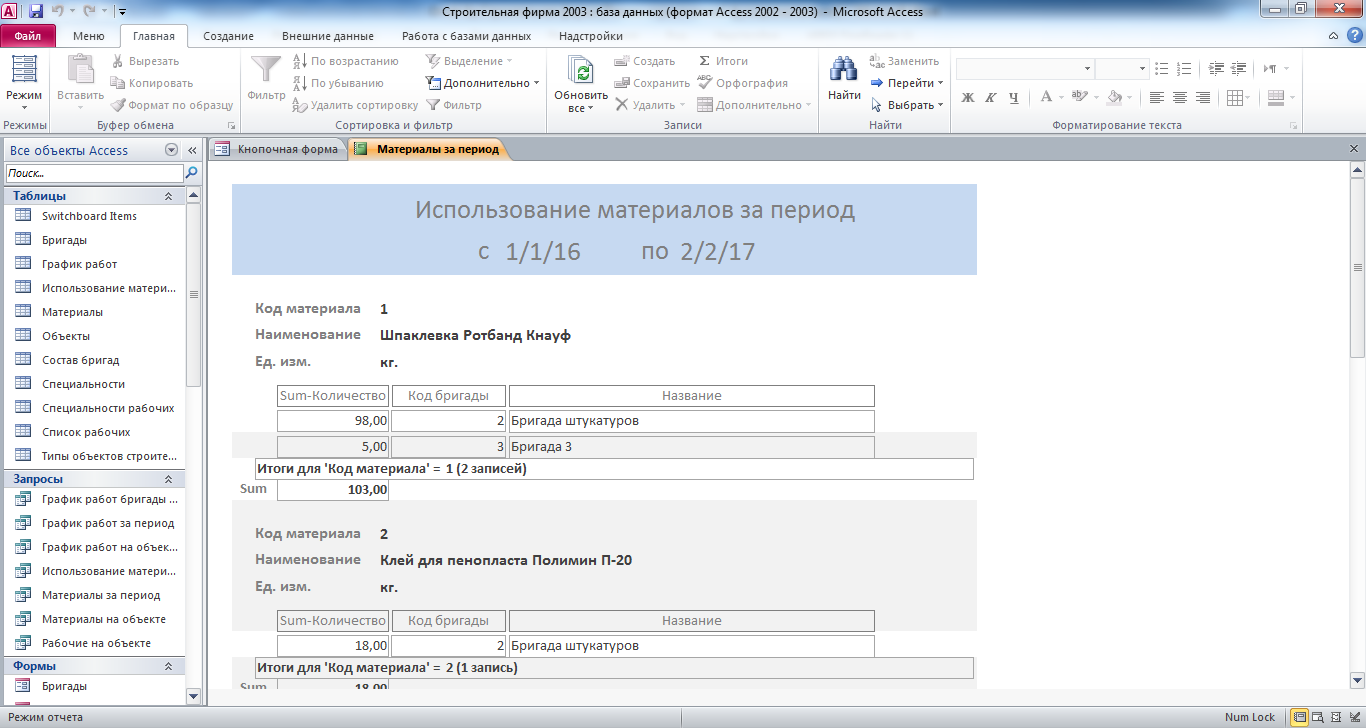 Строительная фирма 2003 : база данных (формат Access 2002 - 2003) - Microsoft Access
Файл Меню Главная Создание Внешние данные Работа с базами данных Надстройки
Режим
Режимы
Вставить
Вырезать
Копировать
Формат по образцу
Буфер обмена
Фильтр
По возрастанию
По убыванию
Удалить сортировку
Выделение
Дополнительно
Фильтр
Сортировка и фильтр
Обновить
все
Создать
Сохранить
Удалить
Итоги
Орфография
Дополнительно
Записи
Найти
Заменить
Перейти
Выбрать
Найти
Ж К Ч
Форматирование текста
Все объекты Access
Поиск...
Таблицы
Switchboard Items
Бригады
График работ
Использование матери...
Материалы
Объекты
Состав бригад
Специальности
Специальности рабочих
Список рабочих
Типы объектов строите...
Запросы
График работ бригады ...
График работ за период
График работ на объек...
Использование матери...
Материалы за период
Материалы на объекте
Рабочие на объекте
Формы
Бригады
Кнопочная форма Материалы за период
Использование материалов за период
с 1/1/16 по 2/2/17
Код материала 1
Наименование Шпаклевка Ротбанд Кнауф
Ед. изм. кг.
Sum-Количество Код бригады Название
98,00 2 Бригада штукатуров
5,00 3 Бригада 3
Итоги для 'Код материала' = 1 (2 записей)
Sum 103,00
Код материала 2
Наименование Клей для пенопласта Полимин П-20
Ед. изм. кг.
Sum-Количество Код бригады Название
18,00 2 Бригада штукатуров
Итоги для 'Код материала' = 2 (1 запись)
Sum 18,00
Режим отчета Num Lock